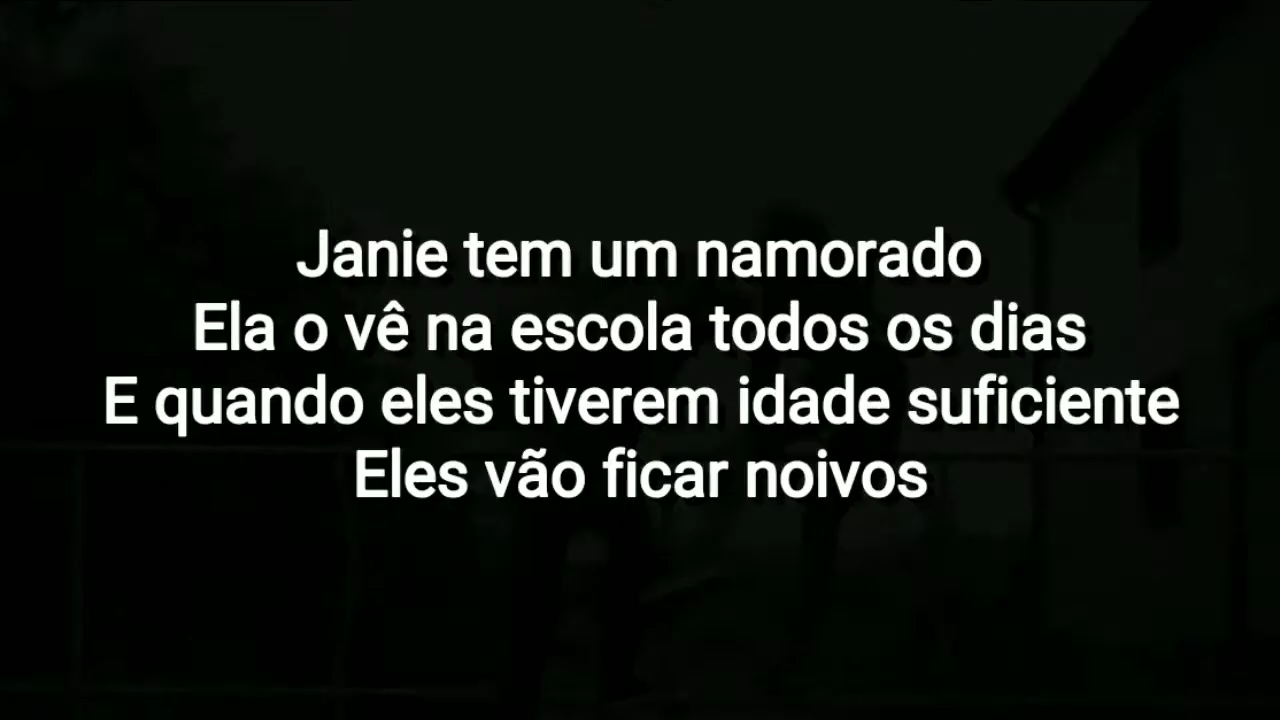 Janie tem um namorado
Ela o vê na escola todos os dias
E quando eles tiverem idade suficiente
Eles vão ficar noivos